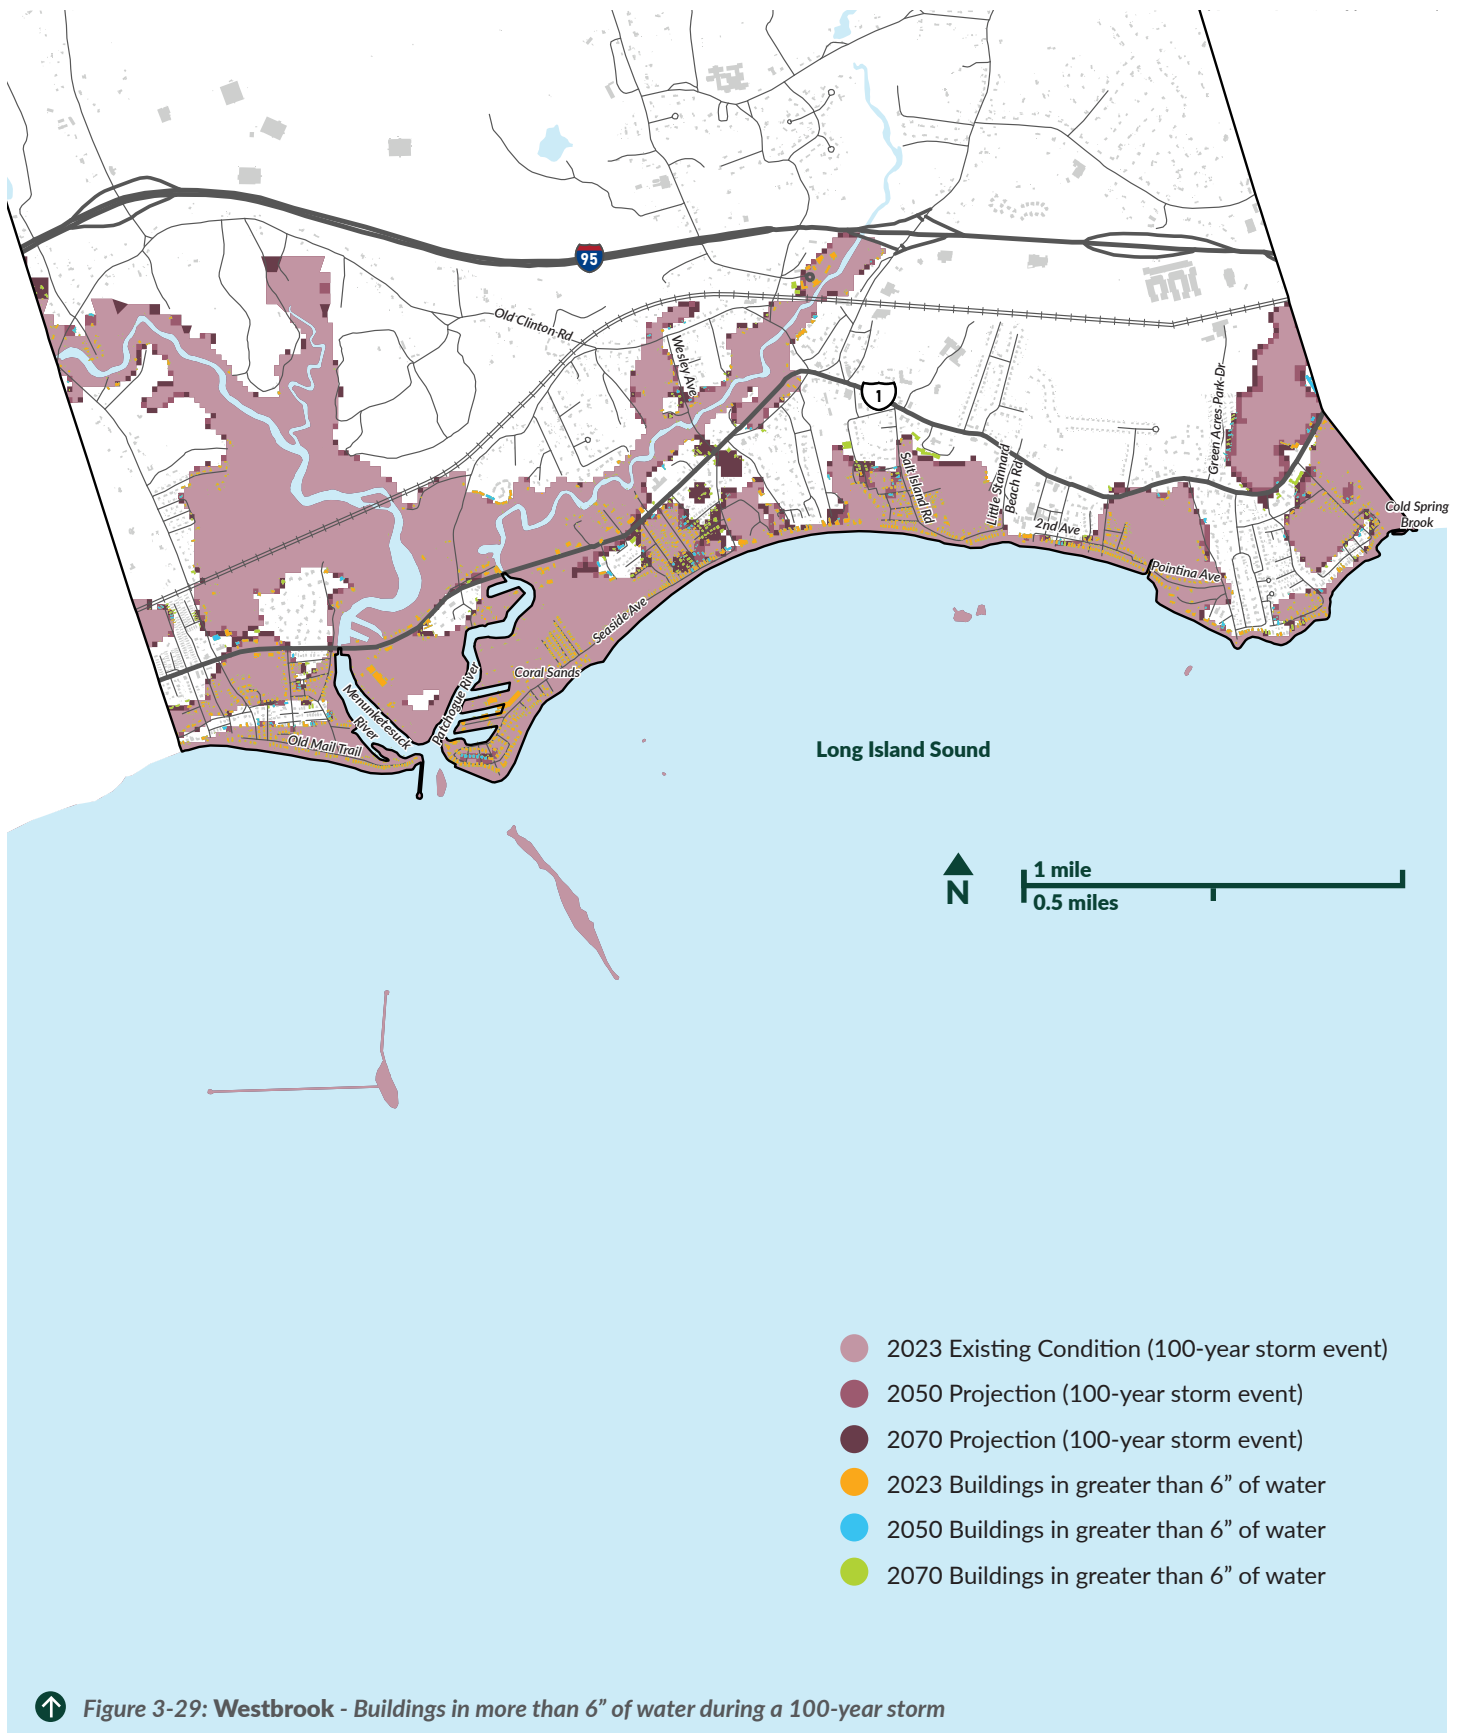 95
Old Clinton Rd
Wesley Ave
1
Green Acres Park Dr
Salt Island Rd
Little Stannard
Beach Rd
2nd Ave
Cold Spring
Brook
Pointina Ave
Seaside Ave
Coral Sands
Patchogue River
Menunketesuck
River
Old Mail Trail
Long Island Sound
N
1 mile
0.5 miles
2023 Existing Condition (100-year storm event)
2050 Projection (100-year storm event)
2070 Projection (100-year storm event)
2023 Buildings in greater than 6” of water
2050 Buildings in greater than 6” of water
2070 Buildings in greater than 6” of water
Figure 3-29: Westbrook - Buildings in more than 6” of water during a 100-year storm